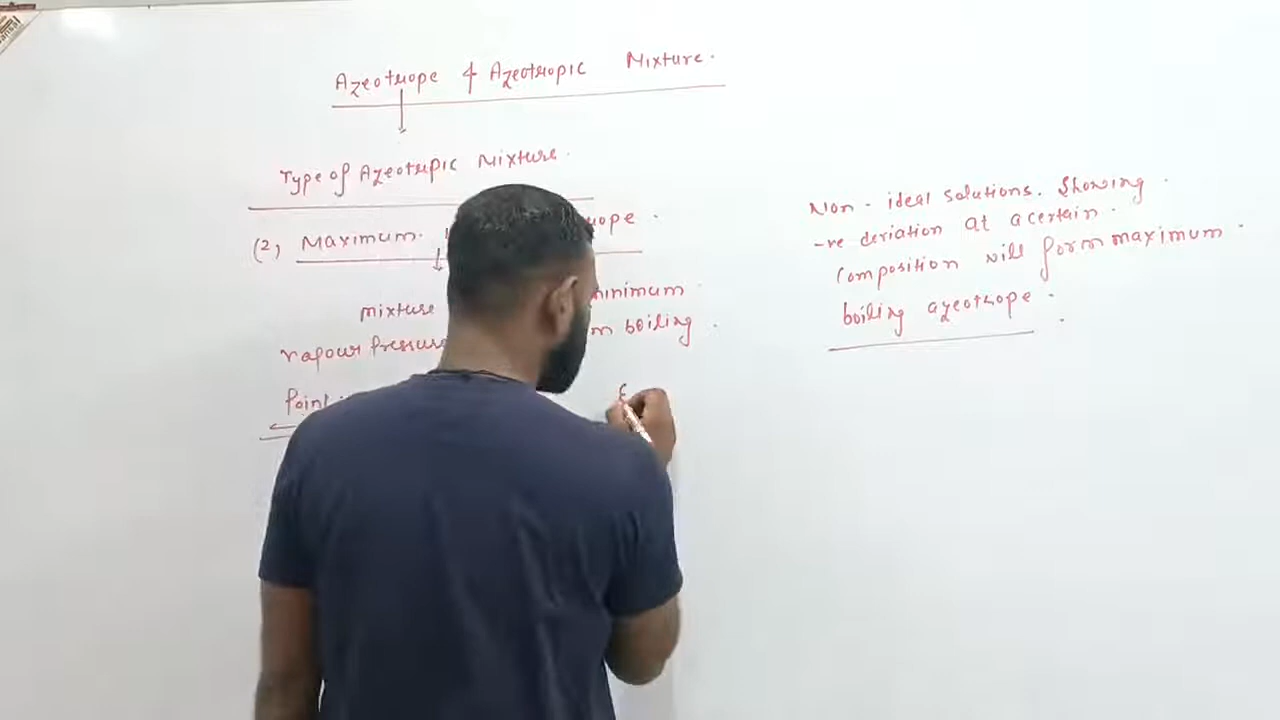 Azeotrope & Azeotropic Mixture.
Type of Azeotropic Mixture.
(2) Maximum. ope.
mixture minimum
vapour Pressure m boiling.
Point
Non-ideal solutions. Showing.
-ve deviation at a certain.
Composition will form maximum.
boiling azeotrope.